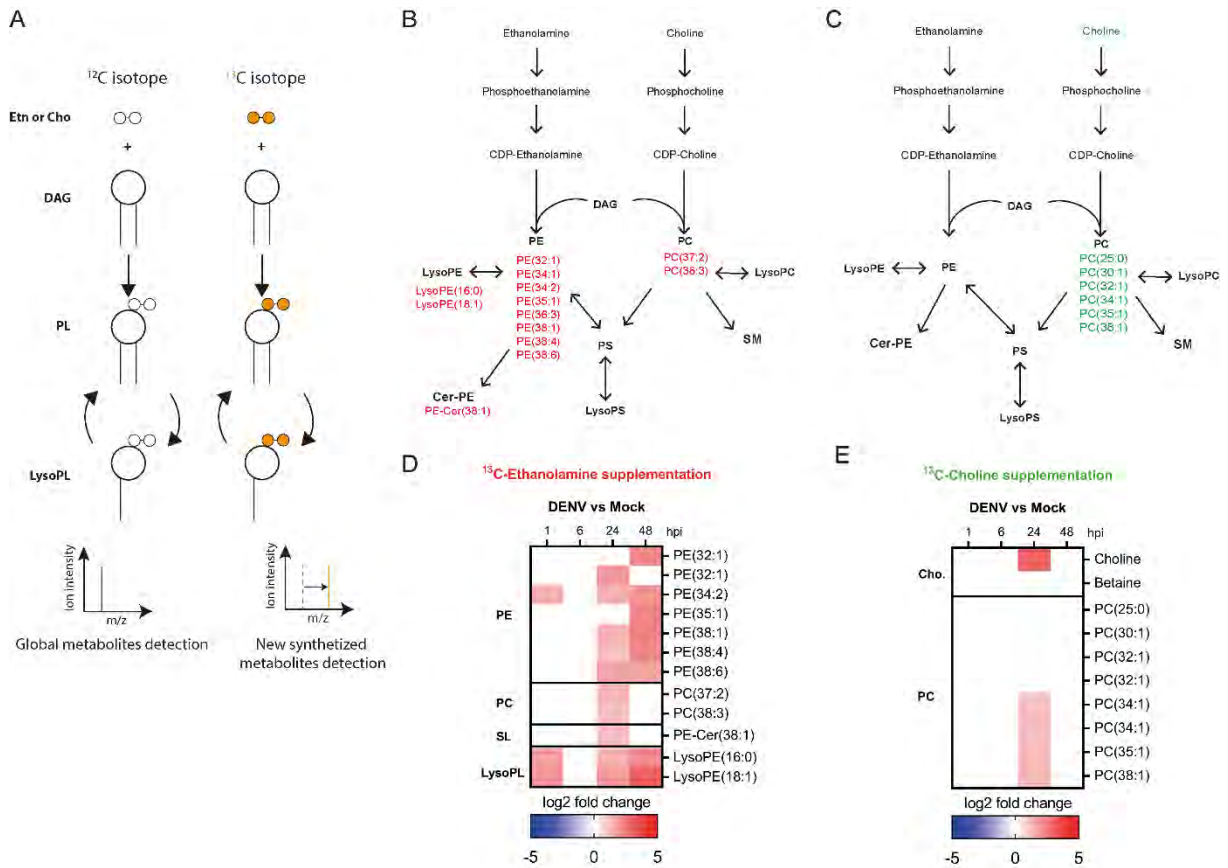 A
¹²C isotope
¹³C isotope
Etn or Cho
+
+
DAG
PL
LysoPL
Ion intensity
m/z
Global metabolites detection
Ion intensity
m/z
New synthetized
metabolites detection
B
Ethanolamine
Choline
Phosphoethanolamine
Phosphocholine
CDP-Ethanolamine
CDP-Choline
DAG
PE
PC
PE(32:1)
PE(34:1)
PE(34:2)
PE(35:1)
PE(36:3)
PE(38:1)
PE(38:4)
PE(38:6)
PC(37:2)
PC(38:3)
LysoPE
LysoPE(16:0)
LysoPE(18:1)
LysoPC
PS
SM
Cer-PE
PE-Cer(38:1)
LysoPS
C
Ethanolamine
Choline
Phosphoethanolamine
Phosphocholine
CDP-Ethanolamine
CDP-Choline
DAG
PC
PC(25:0)
PC(30:1)
PC(32:1)
PC(34:1)
PC(35:1)
PC(38:1)
LysoPE
PE
LysoPC
Cer-PE
PS
SM
LysoPS
D
¹³C-Ethanolamine supplementation
DENV vs Mock
1 6 24 48 hpi
PE
PE(32:1)
PE(32:1)
PE(34:2)
PE(35:1)
PE(38:1)
PE(38:4)
PE(38:6)
PC
PC(37:2)
PC(38:3)
SL
PE-Cer(38:1)
LysoPL
LysoPE(16:0)
LysoPE(18:1)
log2 fold change
-5 0 5
E
¹³C-Choline supplementation
DENV vs Mock
1 6 24 48 hpi
Cho.
Choline
Betaine
PC
PC(25:0)
PC(30:1)
PC(32:1)
PC(32:1)
PC(34:1)
PC(34:1)
PC(35:1)
PC(38:1)
log2 fold change
-5 0 5